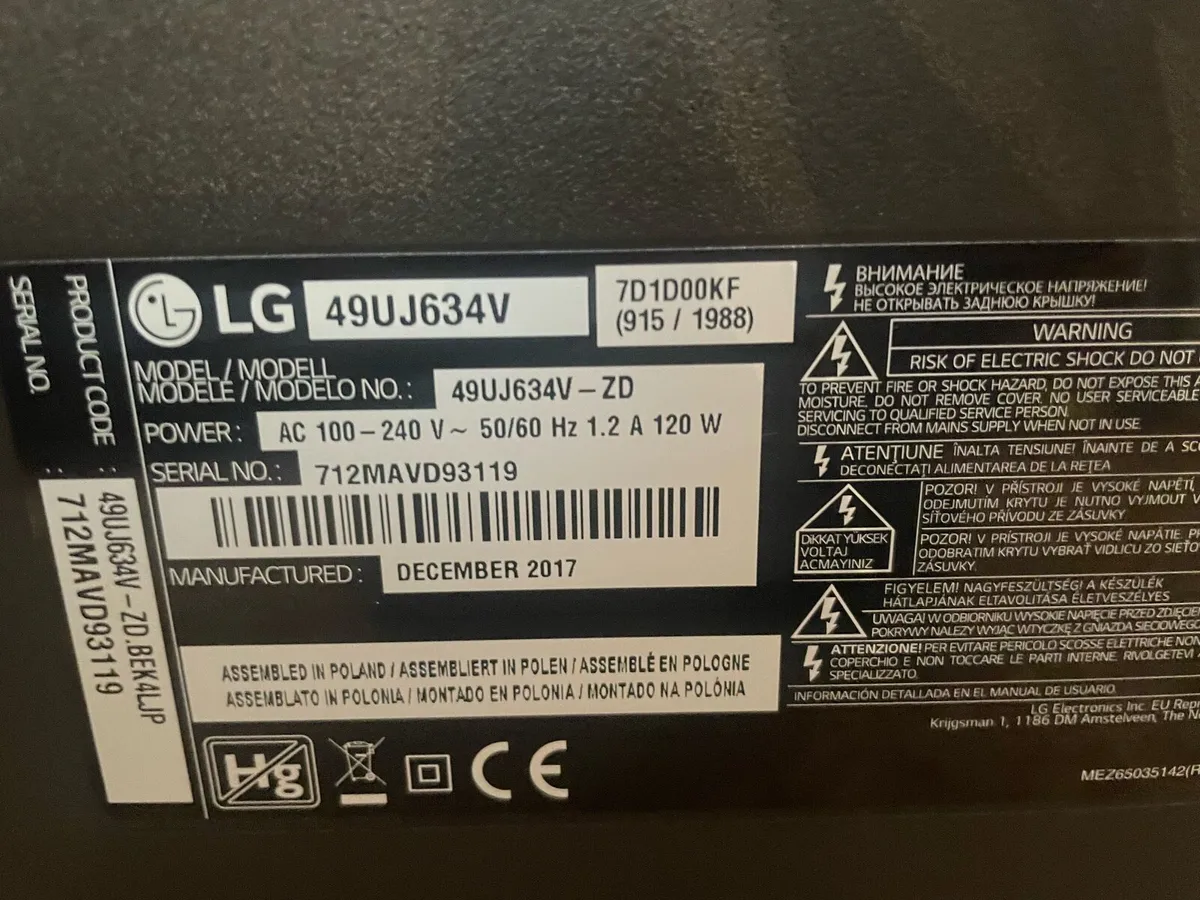 SERIAL NO.
PRODUCT CODE
49UJ634V-ZD.BEK4LJP
712MAVD93119
LG
49UJ634V
7D1D00KF
(915 / 1988)
MODEL / MODELL
MODÈLE / MODELO NO.:
49UJ634V-ZD
POWER: AC 100-240 V~ 50/60 Hz 1.2 A 120 W
SERIAL NO.: 712MAVD93119
MANUFACTURED: DECEMBER 2017
ASSEMBLED IN POLAND / ASSEMBLIERT IN POLEN / ASSEMBLÉ EN POLOGNE
ASSEMBLATO IN POLONIA / MONTADO EN POLONIA / MONTADO NA POLÓNIA
Hg
CE
ВНИМАНИЕ
ВЫСОКОЕ ЭЛЕКТРИЧЕСКОЕ НАПРЯЖЕНИЕ!
НЕ ОТКРЫВАТЬ ЗАДНЮЮ КРЫШКУ!
WARNING
RISK OF ELECTRIC SHOCK DO NOT
TO PREVENT FIRE OR SHOCK HAZARD, DO NOT EXPOSE THIS
MOISTURE. DO NOT REMOVE COVER. NO USER SERVICEABLE
SERVICING TO QUALIFIED SERVICE PERSON.
DISCONNECT FROM MAINS SUPPLY WHEN NOT IN USE.
ATENȚIUNE ÎNALTA TENSIUNE! ÎNAINTE DE A
DECONECTAȚI ALIMENTAREA DE LA REȚEA
DIKKAT YÜKSEK
VOLTAJ
AÇMAYINIZ
POZOR! V PŘÍSTROJI JE VYSOKÉ NAPĚTÍ,
ODEJMUTÍM KRYTU JE NUTNO VYJMOUT
SÍŤOVÉHO PŘÍVODU ZE ZÁSUVKY
POZOR! V PRÍSTROJI JE VYSOKÉ NAPÄTIE.
ODOBRATÍM KRYTU VYBRAŤ VIDLICU ZO
ZÁSUVKY.
FIGYELEM! NAGYFESZÜLTSÉG! A KÉSZÜLÉK
HÁTLAPJÁNAK ELTAVOLÍTÁSA ÉLETVESZÉLYES
UWAGA! W ODBIORNIKU WYSOKIE NAPIĘCIE PRZED
POKRYWY NALEŻY WYJĄĆ WTYCZKĘ Z GNIAZDA SIECIOWEGO
ATTENZIONE! PER EVITARE PERICOLO SCOSSE ELETTRICHE NON
COPERCHIO E NON TOCCARE LE PARTI INTERNE. RIVOLGETEVI
SPECIALIZZATO.
INFORMACIÓN DETALLADA EN EL MANUAL DE USUARIO.
LG Electronics Inc. EU
Krijgsman 1, 1186 DM Amstelveen, The
MEZ65035142